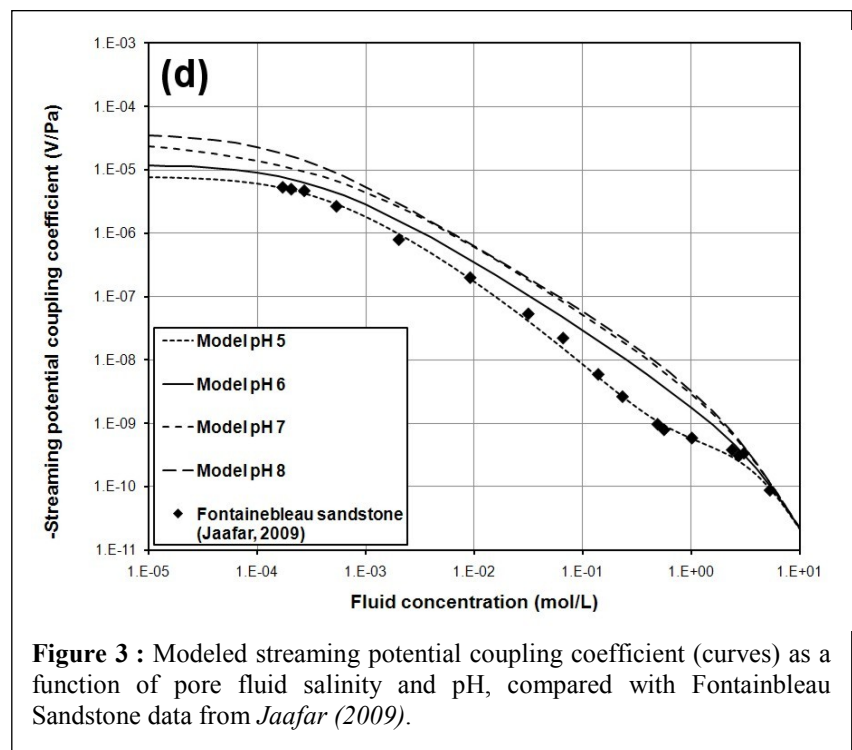 (d)
-Streaming potential coupling coefficient (V/Pa)
1.E-03
1.E-04
1.E-05
1.E-06
1.E-07
1.E-08
1.E-09
1.E-10
1.E-11
Model pH 5
Model pH 6
Model pH 7
Model pH 8
Fontainebleau sandstone
(Jaafar, 2009)
1.E-05
1.E-04
1.E-03
1.E-02
1.E-01
1.E+00
1.E+01
Fluid concentration (mol/L)
Figure 3 : Modeled streaming potential coupling coefficient (curves) as a
function of pore fluid salinity and pH, compared with Fontainbleau
Sandstone data from Jaafar (2009).